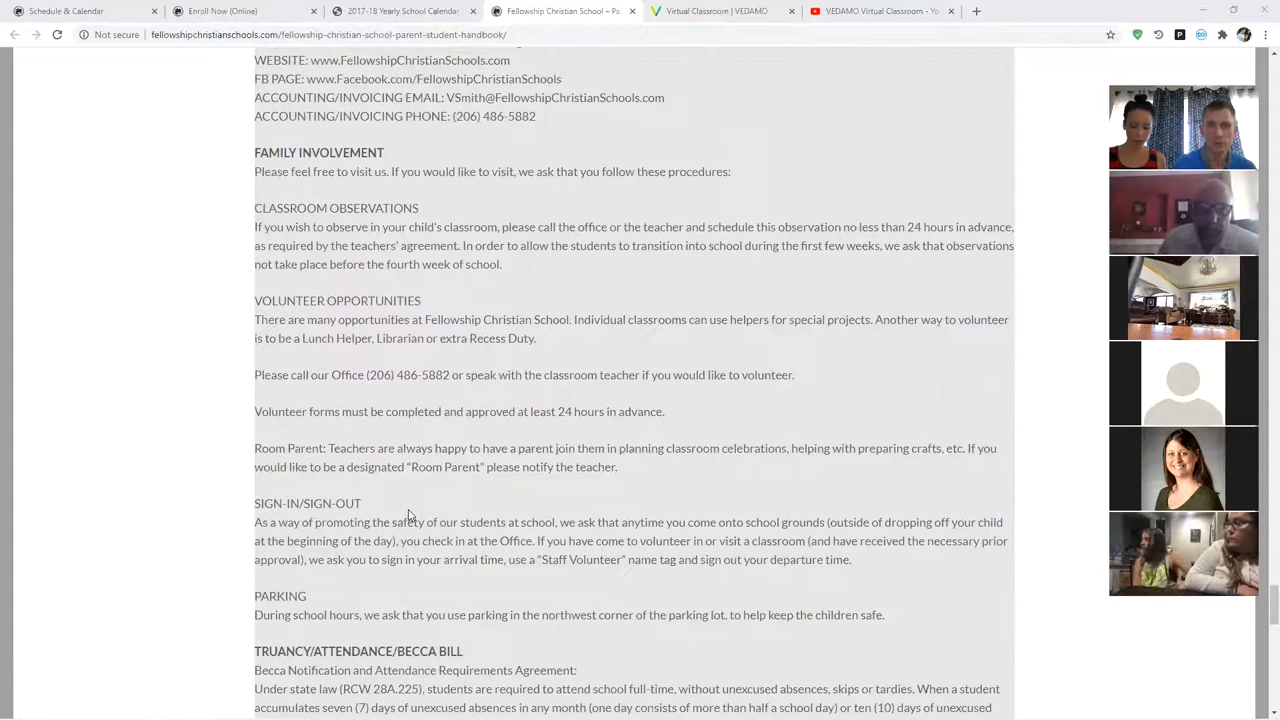 Schedule & Calendar
Enroll Now (Online)
2017-18 Yearly School Calendar
Fellowship Christian School – Pa
Virtual Classroom | VEDAMO
VEDAMO Virtual Classroom - Yo
Not secure
fellowshipchristianschools.com/fellowship-christian-school-parent-student-handbook/
WEBSITE: www.FellowshipChristianSchools.com
FB PAGE: www.Facebook.com/FellowshipChristianSchools
ACCOUNTING/INVOICING EMAIL: VSmith@FellowshipChristianSchools.com
ACCOUNTING/INVOICING PHONE: (206) 486-5882
FAMILY INVOLVEMENT
Please feel free to visit us. If you would like to visit, we ask that you follow these procedures:
CLASSROOM OBSERVATIONS
If you wish to observe in your child's classroom, please call the office or the teacher and schedule this observation no less than 24 hours in advance,
as required by the teachers' agreement. In order to allow the students to transition into school during the first few weeks, we ask that observations
not take place before the fourth week of school.
VOLUNTEER OPPORTUNITIES
There are many opportunities at Fellowship Christian School. Individual classrooms can use helpers for special projects. Another way to volunteer
is to be a Lunch Helper, Librarian or extra Recess Duty.
Please call our Office (206) 486-5882 or speak with the classroom teacher if you would like to volunteer.
Volunteer forms must be completed and approved at least 24 hours in advance.
Room Parent: Teachers are always happy to have a parent join them in planning classroom celebrations, helping with preparing crafts, etc. If you
would like to be a designated “Room Parent” please notify the teacher.
SIGN-IN/SIGN-OUT
As a way of promoting the safety of our students at school, we ask that anytime you come onto school grounds (outside of dropping off your child
at the beginning of the day), you check in at the Office. If you have come to volunteer in or visit a classroom (and have received the necessary prior
approval), we ask you to sign in your arrival time, use a “Staff Volunteer” name tag and sign out your departure time.
PARKING
During school hours, we ask that you use parking in the northwest corner of the parking lot. to help keep the children safe.
TRUANCY/ATTENDANCE/BECCA BILL
Becca Notification and Attendance Requirements Agreement:
Under state law (RCW 28A.225), students are required to attend school full-time, without unexcused absences, skips or tardies. When a student
accumulates seven (7) days of unexcused absences in any month (one day consists of more than half a school day) or ten (10) days of unexcused